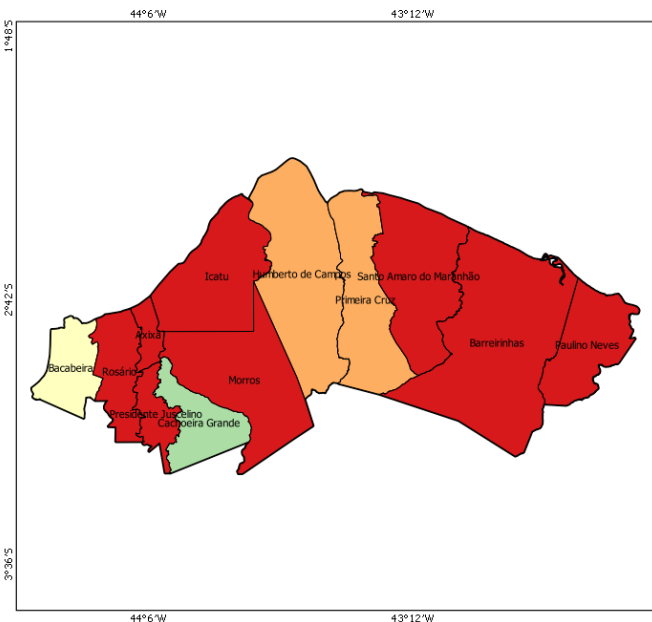 44°6'W 43°12'W
1°48'S
Icatu
Humberto de Campos
Santo Amaro do Maranhão
Primeira Cruz
2°42'S
Axixá
Barreirinhas
Paulino Neves
Bacabeira
Rosário
Morros
Presidente Juscelino
Cachoeira Grande
3°36'S
44°6'W 43°12'W